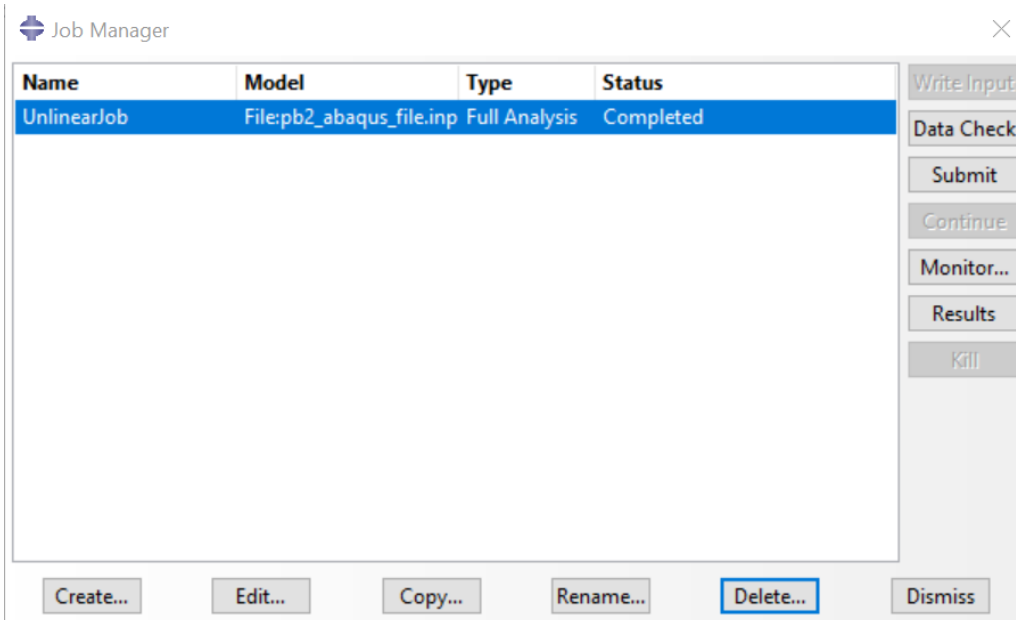 Job Manager
Name Model Type Status
UnlinearJob File:pb2_abaqus_file.inp Full Analysis Completed
Write Input
Data Check
Submit
Continue
Monitor...
Results
Kill
Create... Edit... Copy... Rename... Delete... Dismiss